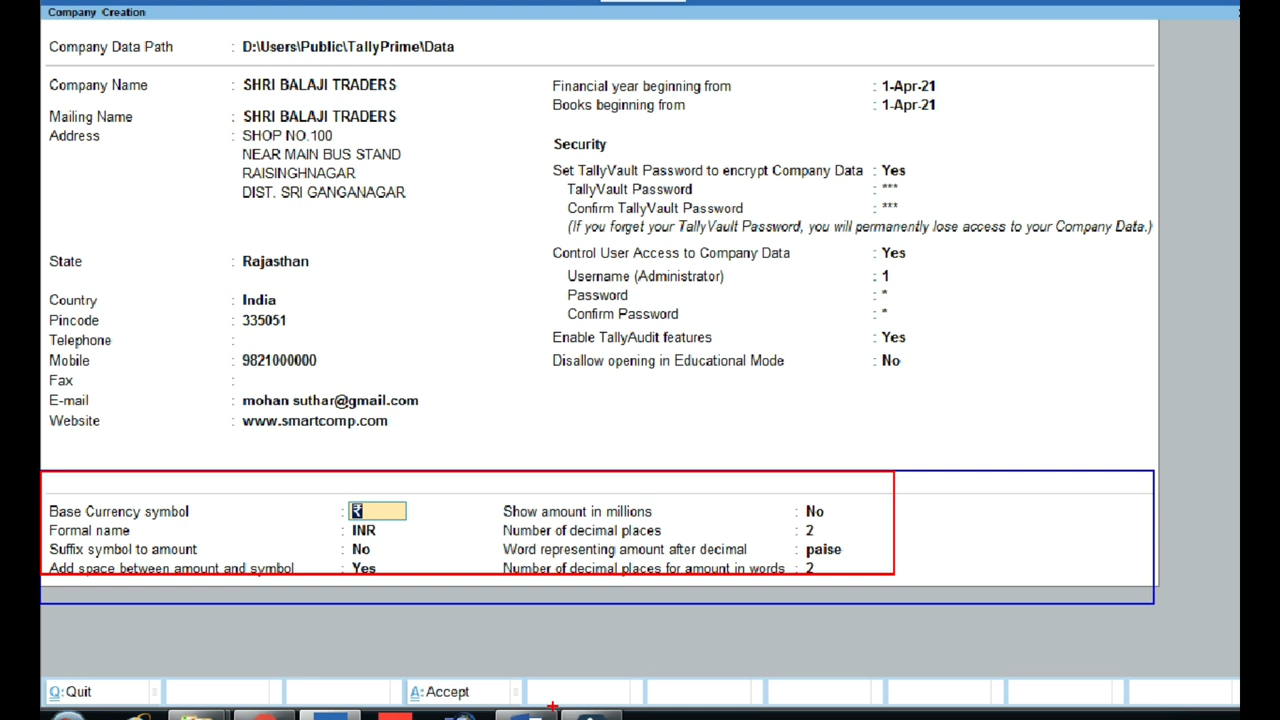 Company Creation
Company Data Path : D:\Users\Public\TallyPrime\Data
Company Name : SHRI BALAJI TRADERS
Mailing Name : SHRI BALAJI TRADERS
Address : SHOP NO.100
NEAR MAIN BUS STAND
RAISINGHNAGAR
DIST. SRI GANGANAGAR
State : Rajasthan
Country : India
Pincode : 335051
Telephone :
Mobile : 9821000000
Fax :
E-mail : mohan suthar@gmail.com
Website : www.smartcomp.com
Financial year beginning from : 1-Apr-21
Books beginning from : 1-Apr-21
Security
Set TallyVault Password to encrypt Company Data : Yes
TallyVault Password : ***
Confirm TallyVault Password : ***
(If you forget your TallyVault Password, you will permanently lose access to your Company Data.)
Control User Access to Company Data : Yes
Username (Administrator) : 1
Password : *
Confirm Password : *
Enable TallyAudit features : Yes
Disallow opening in Educational Mode : No
Base Currency symbol : ₹
Formal name : INR
Suffix symbol to amount : No
Add space between amount and symbol : Yes
Show amount in millions : No
Number of decimal places : 2
Word representing amount after decimal : paise
Number of decimal places for amount in words : 2
Q:Quit
A:Accept